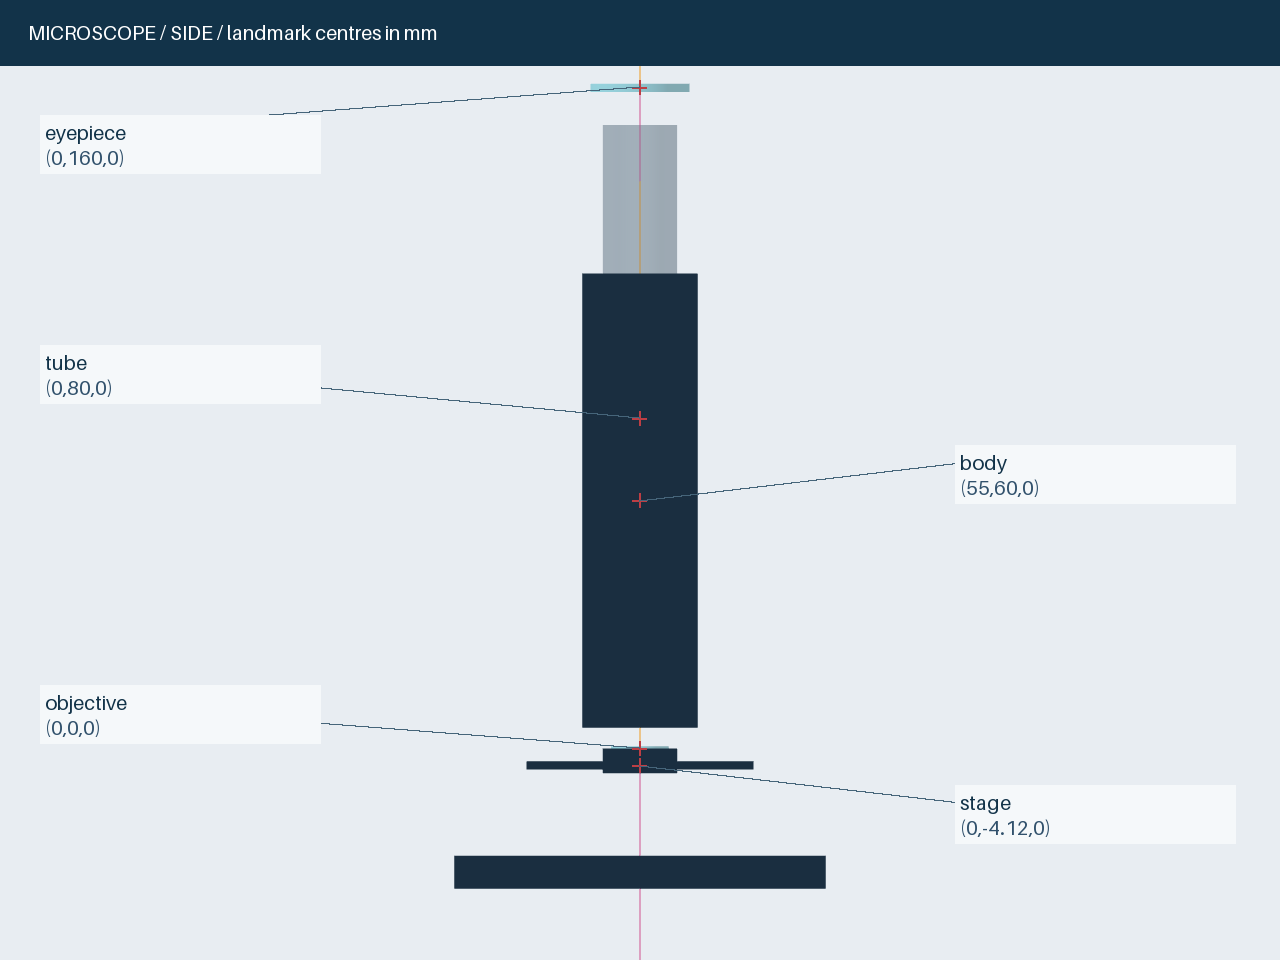 MICROSCOPE / SIDE / landmark centres in mm
eyepiece
(0,160,0)
tube
(0,80,0)
body
(55,60,0)
objective
(0,0,0)
stage
(0,-4.12,0)